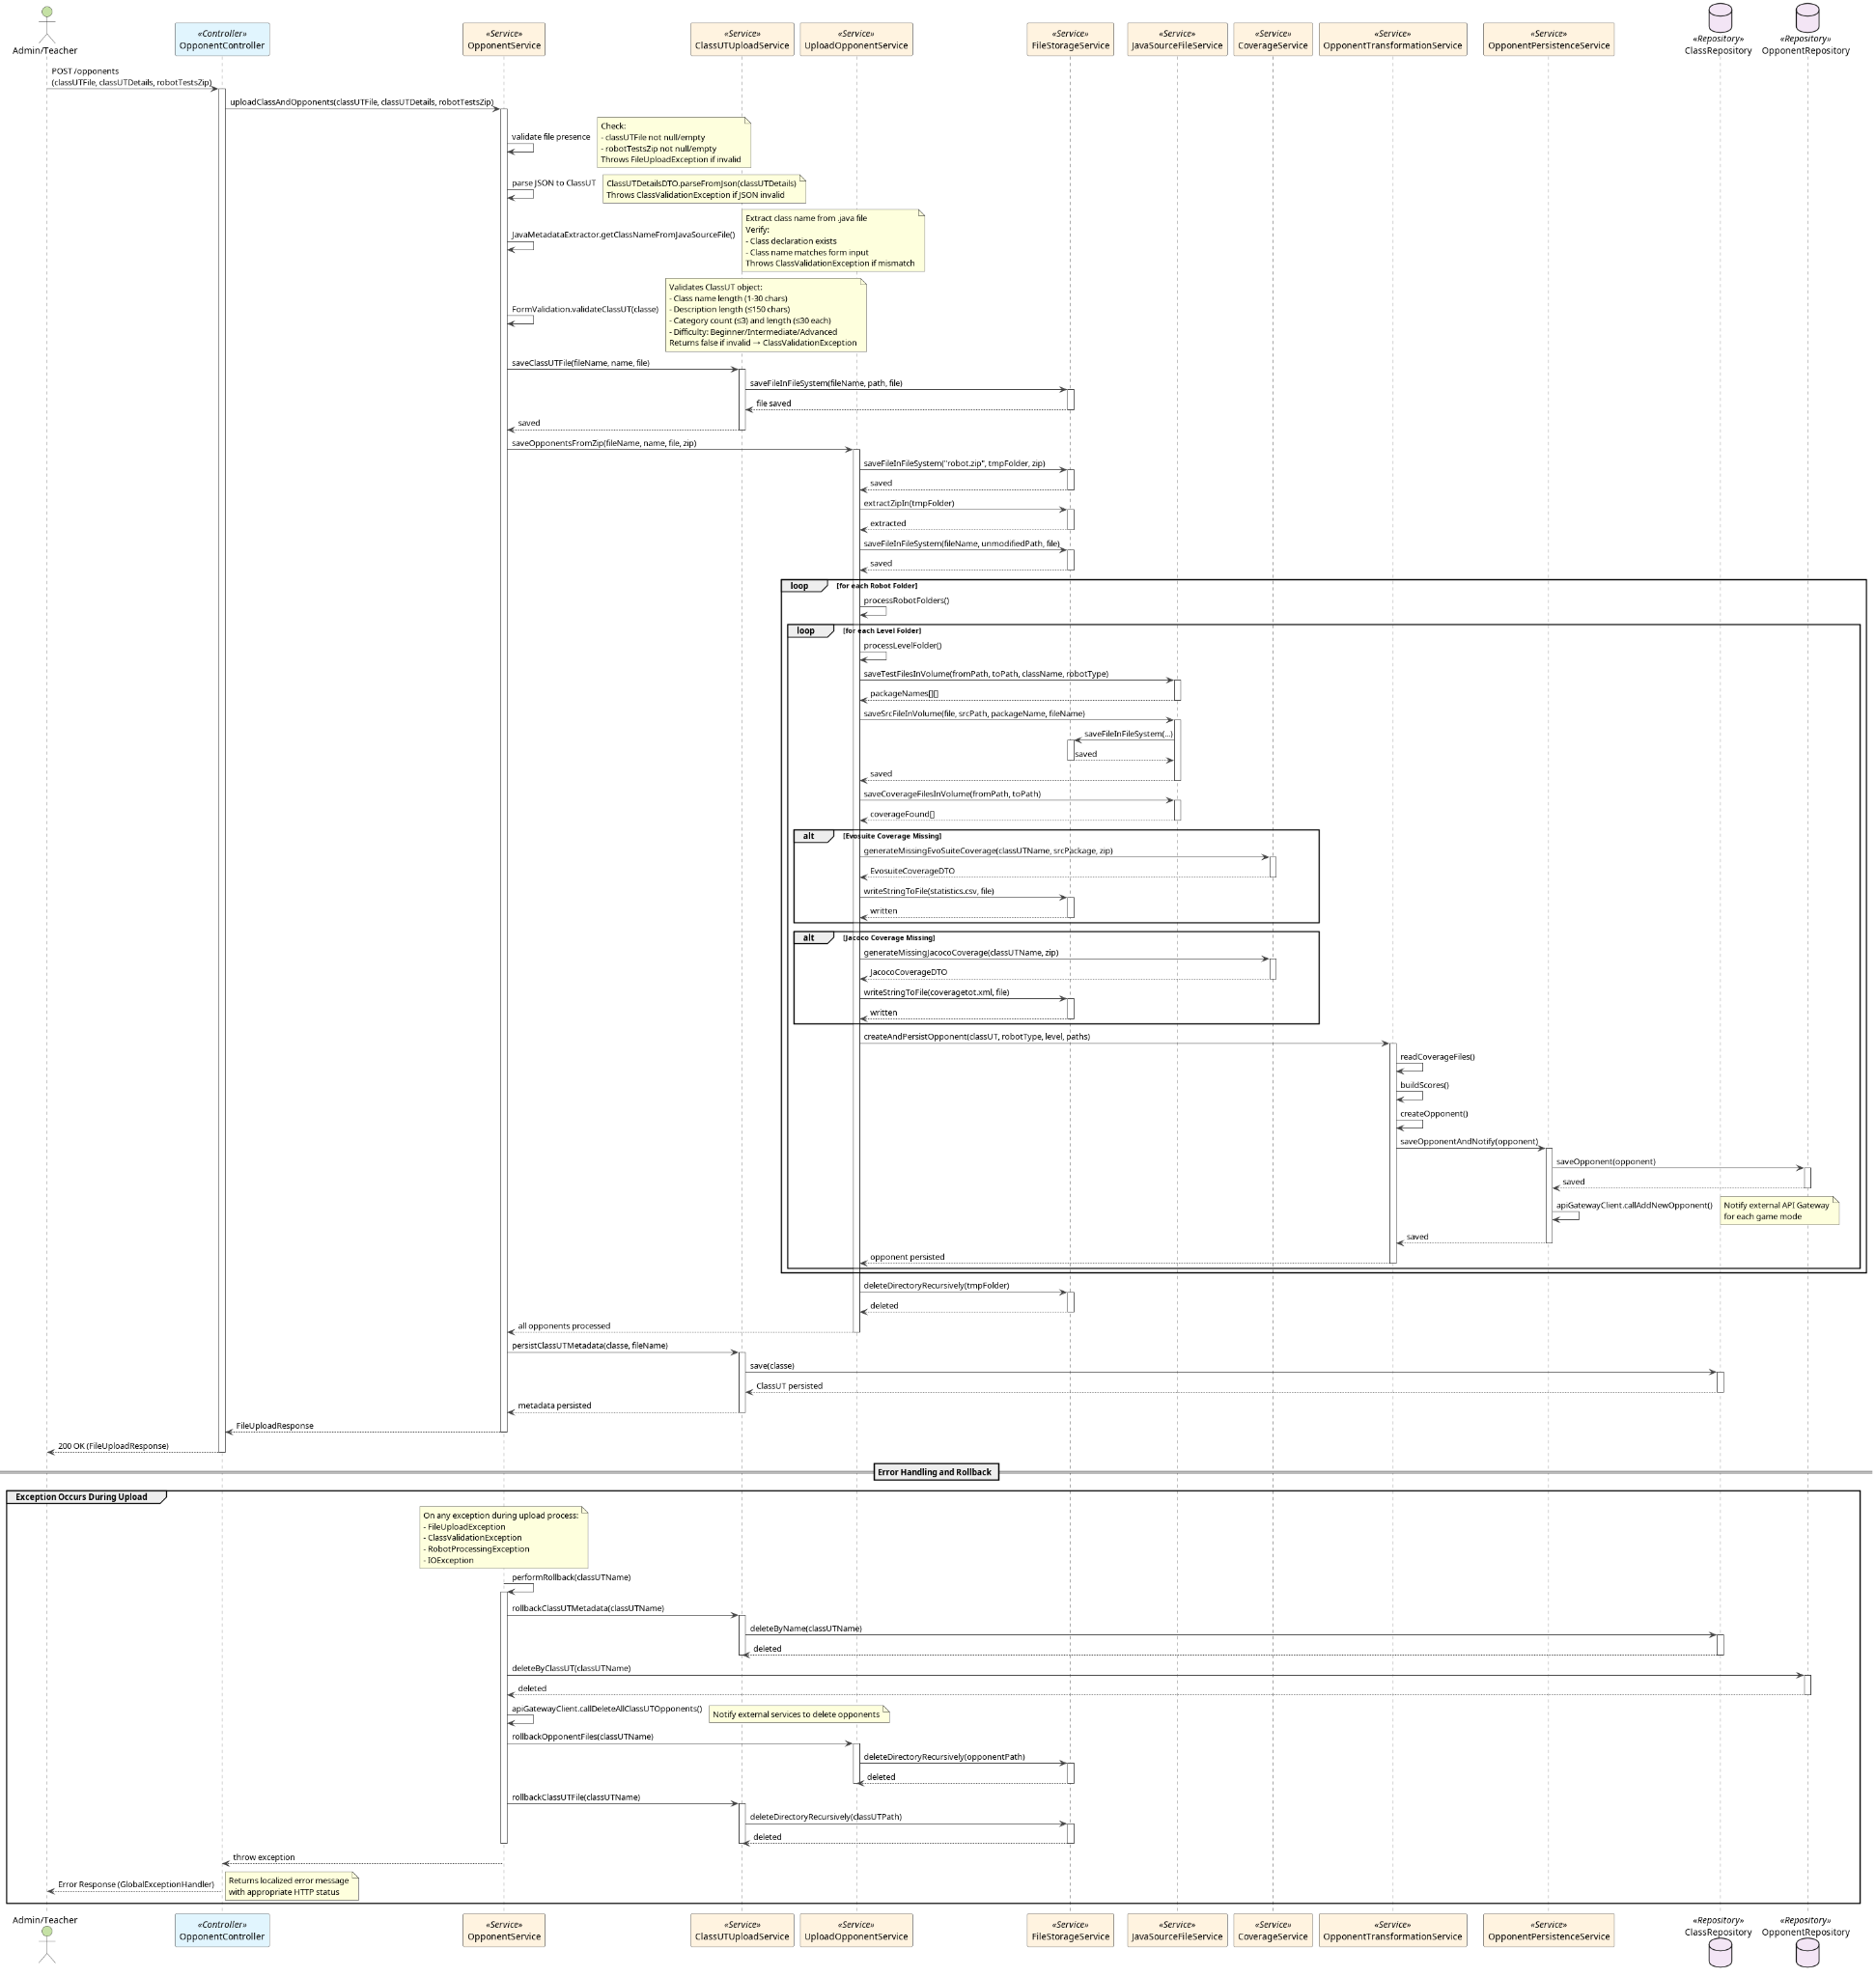 Admin/Teacher
«Controller»
OpponentController
«Service»
OpponentService
«Service»
ClassUTUploadService
«Service»
UploadOpponentService
«Service»
FileStorageService
«Service»
JavaSourceFileService
«Service»
CoverageService
«Service»
OpponentTransformationService
«Service»
OpponentPersistenceService
«Repository»
ClassRepository
«Repository»
OpponentRepository
POST /opponents
(classUTFile, classUTDetails, robotTestsZip)
uploadClassAndOpponents(classUTFile, classUTDetails, robotTestsZip)
validate file presence
Check:
- classUTFile not null/empty
- robotTestsZip not null/empty
Throws FileUploadException if invalid
parse JSON to ClassUT
ClassUTDetailsDTO.parseFromJson(classUTDetails)
Throws ClassValidationException if JSON invalid
JavaMetadataExtractor.getClassNameFromJavaSourceFile()
Extract class name from .java file
Verify:
- Class declaration exists
- Class name matches form input
Throws ClassValidationException if mismatch
FormValidation.validateClassUT(classe)
Validates ClassUT object:
- Class name length (1-30 chars)
- Description length (≤150 chars)
- Category count (≤3) and length (≤30 each)
- Difficulty: Beginner/Intermediate/Advanced
Returns false if invalid → ClassValidationException
saveClassUTFile(fileName, name, file)
saveFileInFileSystem(fileName, path, file)
file saved
saved
saveOpponentsFromZip(fileName, name, file, zip)
saveFileInFileSystem("robot.zip", tmpFolder, zip)
saved
extractZipIn(tmpFolder)
extracted
saveFileInFileSystem(fileName, unmodifiedPath, file)
saved
loop [for each Robot Folder]
processRobotFolders()
loop [for each Level Folder]
processLevelFolder()
saveTestFilesInVolume(fromPath, toPath, className, robotType)
packageNames[][]
saveSrcFileInVolume(file, srcPath, packageName, fileName)
saveFileInFileSystem(...)
saved
saved
saveCoverageFilesInVolume(fromPath, toPath)
coverageFound[]
alt [Evosuite Coverage Missing]
generateMissingEvoSuiteCoverage(classUTName, srcPackage, zip)
EvosuiteCoverageDTO
writeStringToFile(statistics.csv, file)
written
alt [Jacoco Coverage Missing]
generateMissingJacocoCoverage(classUTName, zip)
JacocoCoverageDTO
writeStringToFile(coveragetot.xml, file)
written
createAndPersistOpponent(classUT, robotType, level, paths)
readCoverageFiles()
buildScores()
createOpponent()
saveOpponentAndNotify(opponent)
saveOpponent(opponent)
saved
apiGatewayClient.callAddNewOpponent()
Notify external API Gateway
for each game mode
saved
opponent persisted
deleteDirectoryRecursively(tmpFolder)
deleted
all opponents processed
persistClassUTMetadata(classe, fileName)
save(classe)
ClassUT persisted
metadata persisted
FileUploadResponse
200 OK (FileUploadResponse)
Error Handling and Rollback
Exception Occurs During Upload
On any exception during upload process:
- FileUploadException
- ClassValidationException
- RobotProcessingException
- IOException
performRollback(classUTName)
rollbackClassUTMetadata(classUTName)
deleteByName(classUTName)
deleted
deleteByClassUT(classUTName)
deleted
apiGatewayClient.callDeleteAllClassUTOpponents()
Notify external services to delete opponents
rollbackOpponentFiles(classUTName)
deleteDirectoryRecursively(opponentPath)
deleted
rollbackClassUTFile(classUTName)
deleteDirectoryRecursively(classUTPath)
deleted
throw exception
Error Response (GlobalExceptionHandler)
Returns localized error message
with appropriate HTTP status
Admin/Teacher
«Controller»
OpponentController
«Service»
OpponentService
«Service»
ClassUTUploadService
«Service»
UploadOpponentService
«Service»
FileStorageService
«Service»
JavaSourceFileService
«Service»
CoverageService
«Service»
OpponentTransformationService
«Service»
OpponentPersistenceService
«Repository»
ClassRepository
«Repository»
OpponentRepository